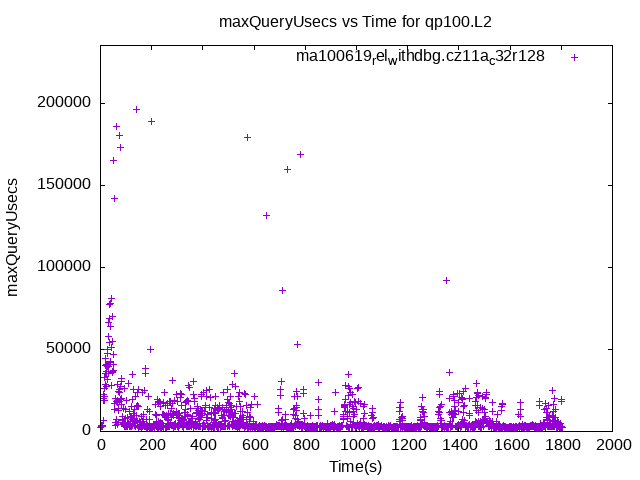 maxQueryUsecs vs Time for qp100.L2
ma100619relwithdbg.cz11ac32r128
maxQueryUsecs
200000
150000
100000
50000
0
0 200 400 600 800 1000 1200 1400 1600 1800 2000
Time(s)